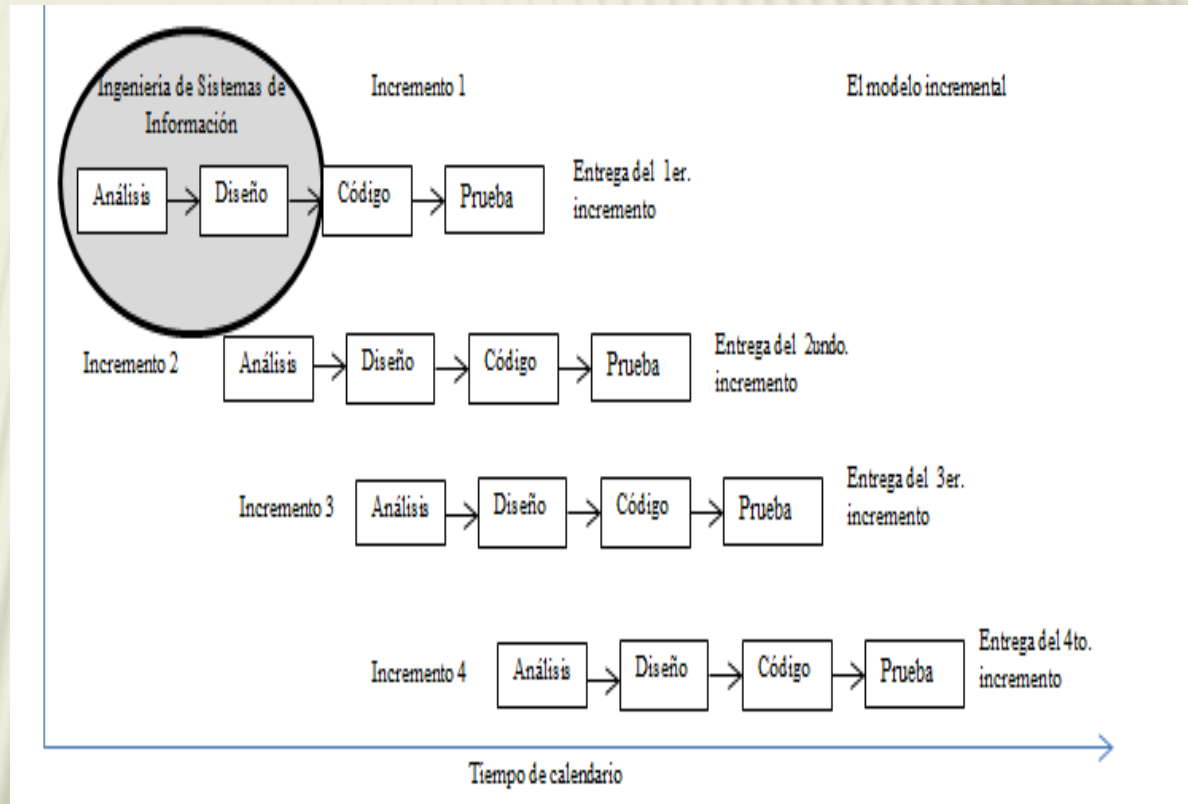 Ingeniería de Sistemas de
Información
Incremento 1
El modelo incremental
Análisis
Diseño
Código
Prueba
Entrega del 1er.
incremento
Incremento 2
Análisis
Diseño
Código
Prueba
Entrega del 2undo.
incremento
Incremento 3
Análisis
Diseño
Código
Prueba
Entrega del 3er.
incremento
Incremento 4
Análisis
Diseño
Código
Prueba
Entrega del 4to.
incremento
Tiempo de calendario